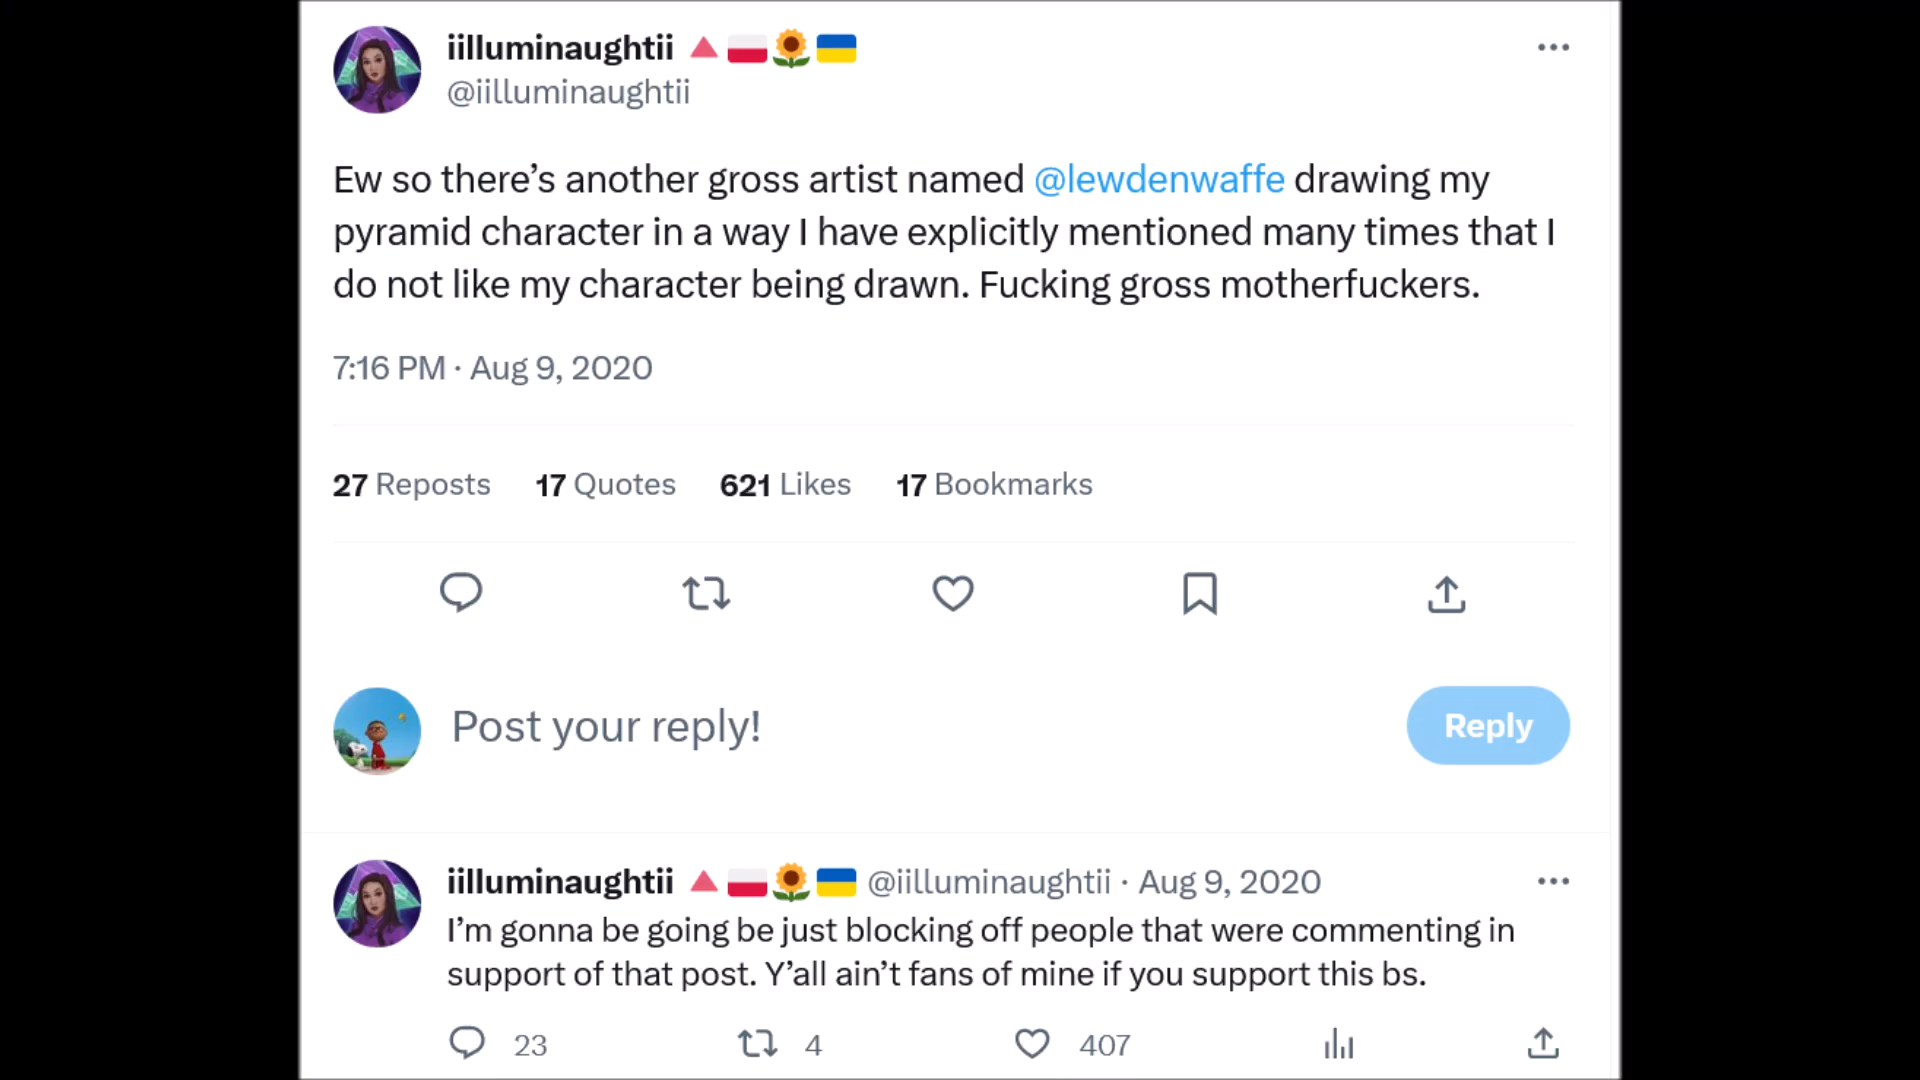 iilluminaughtii 🔺🇵🇱🌻🇺🇦
@iilluminaughtii
Ew so there’s another gross artist named @lewdenwaffe drawing my
pyramid character in a way I have explicitly mentioned many times that I
do not like my character being drawn. Fucking gross motherfuckers.
7:16 PM · Aug 9, 2020
27 Reposts 17 Quotes 621 Likes 17 Bookmarks
Post your reply!
Reply
iilluminaughtii 🔺🇵🇱🌻🇺🇦 @iilluminaughtii · Aug 9, 2020
I’m gonna be going be just blocking off people that were commenting in
support of that post. Y’all ain’t fans of mine if you support this bs.
23 4 407